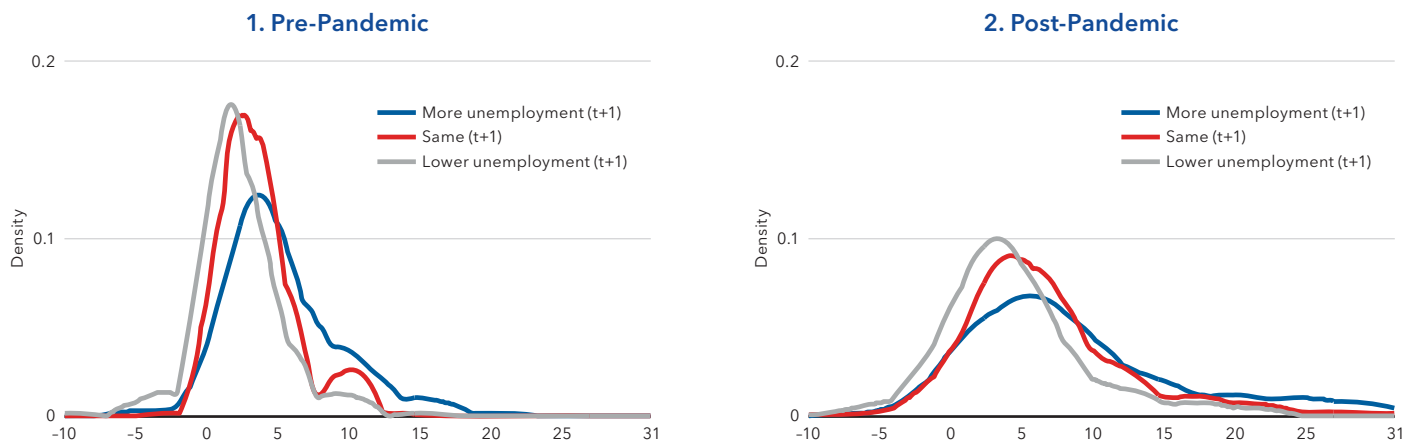 1. Pre-Pandemic
0.2
More unemployment (t+1)
Same (t+1)
Lower unemployment (t+1)
Density
0.1
0
–10 –5 0 5 10 15 20 25 31
2. Post-Pandemic
0.2
More unemployment (t+1)
Same (t+1)
Lower unemployment (t+1)
Density
0.1
0
–10 –5 0 5 10 15 20 25 31